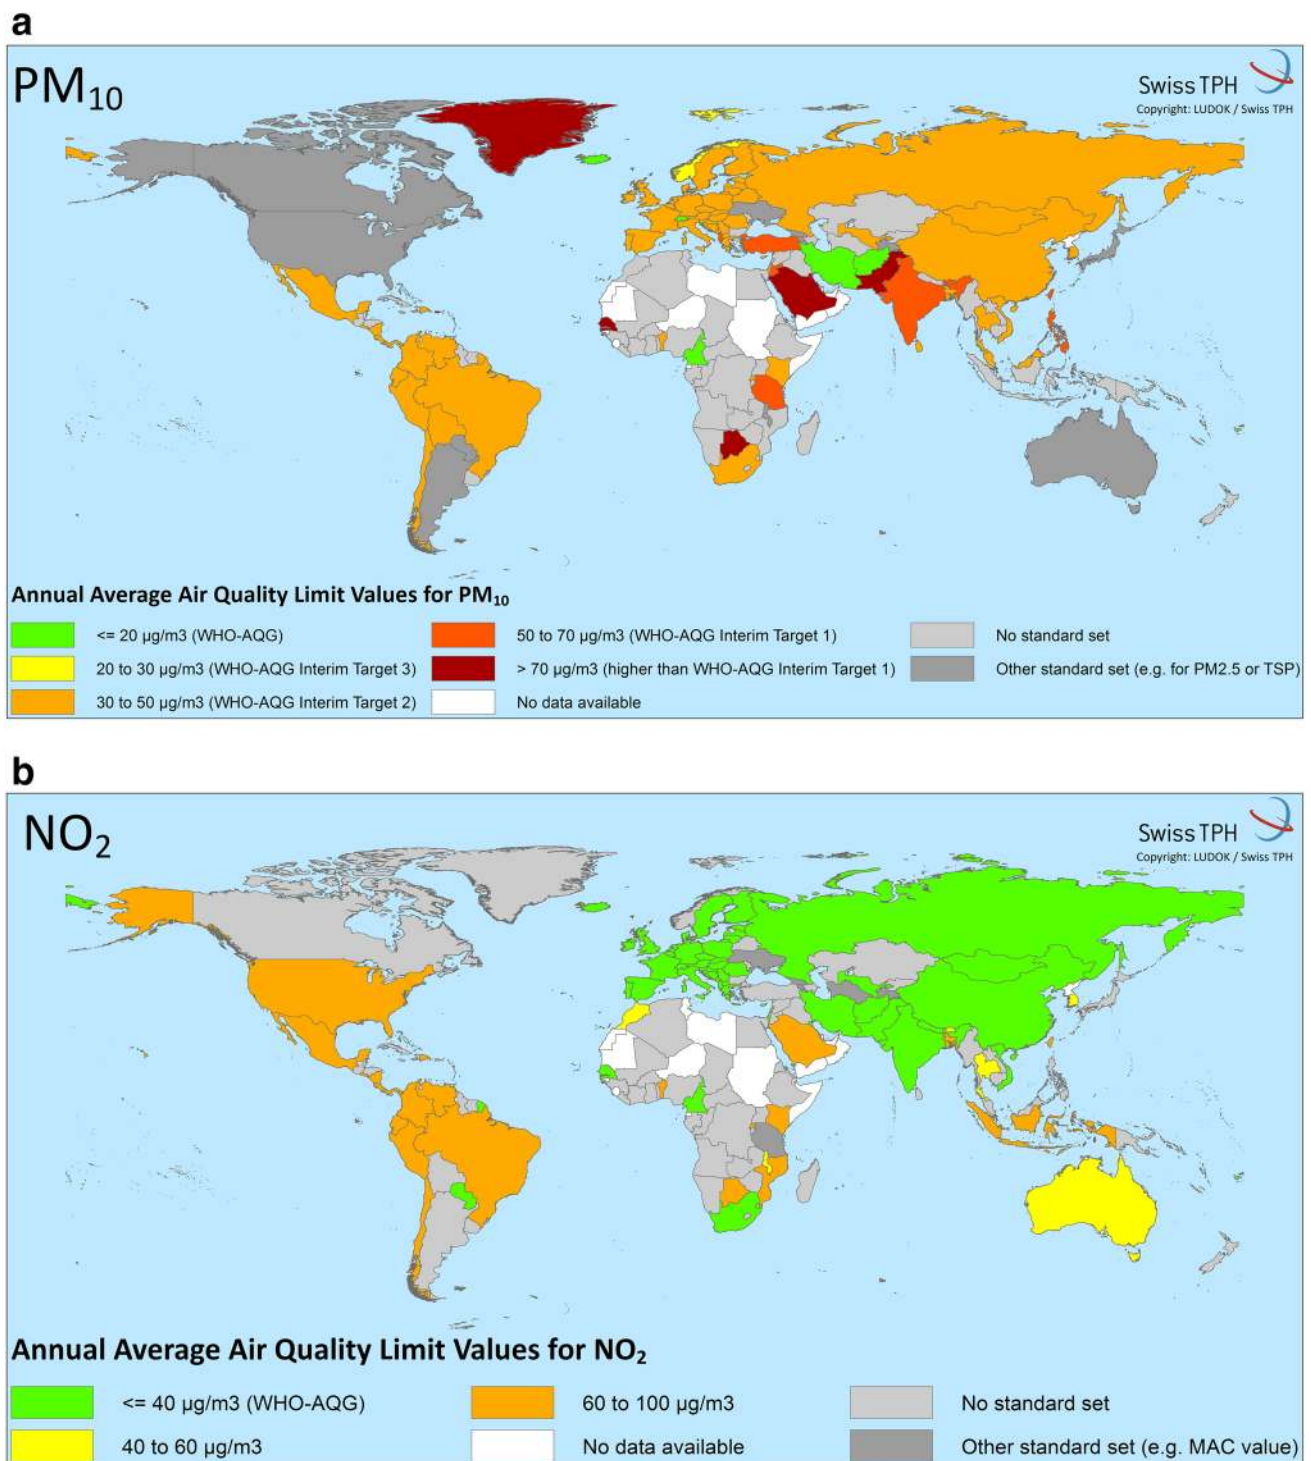 a
PM10
Swiss TPH
Copyright: LUDOK / Swiss TPH
Annual Average Air Quality Limit Values for PM10
<= 20 µg/m3 (WHO-AQG)
20 to 30 µg/m3 (WHO-AQG Interim Target 3)
30 to 50 µg/m3 (WHO-AQG Interim Target 2)
50 to 70 µg/m3 (WHO-AQG Interim Target 1)
> 70 µg/m3 (higher than WHO-AQG Interim Target 1)
No data available
No standard set
Other standard set (e.g. for PM2.5 or TSP)
b
NO2
Swiss TPH
Copyright: LUDOK / Swiss TPH
Annual Average Air Quality Limit Values for NO2
<= 40 µg/m3 (WHO-AQG)
40 to 60 µg/m3
60 to 100 µg/m3
No data available
No standard set
Other standard set (e.g. MAC value)